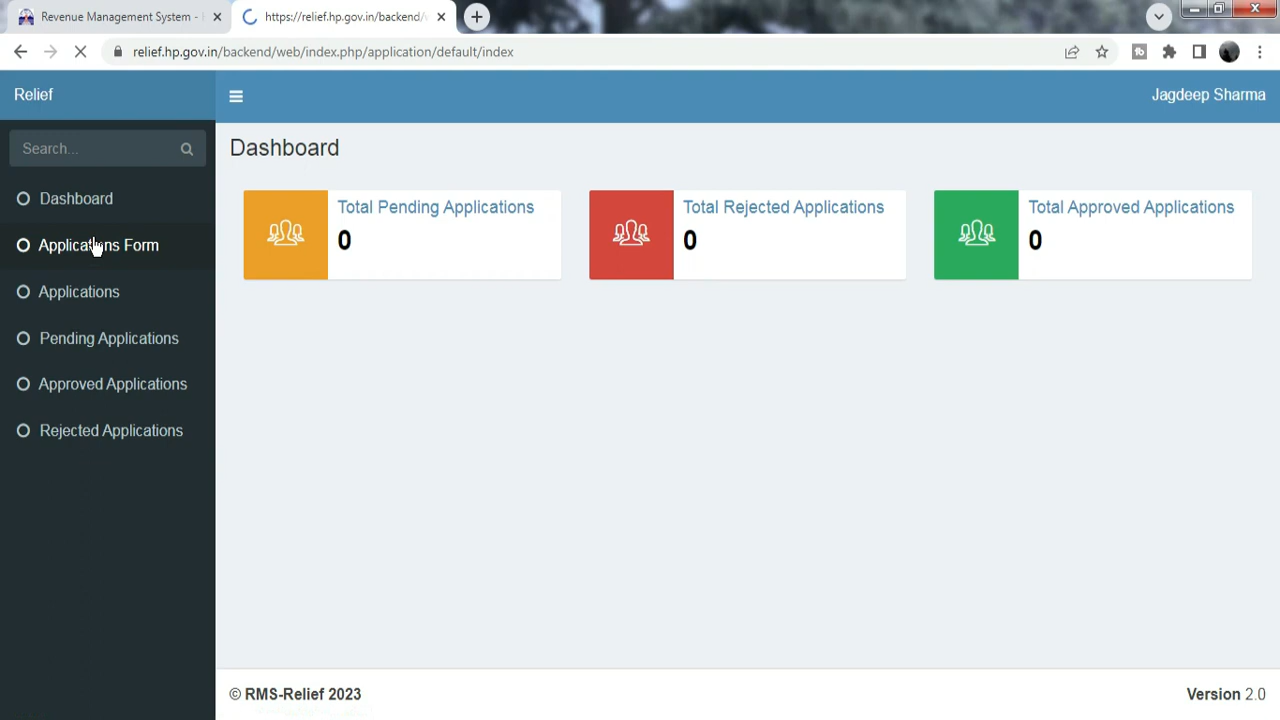 Revenue Management System -
https://relief.hp.gov.in/backend/
relief.hp.gov.in/backend/web/index.php/application/default/index
Relief
Jagdeep Sharma
Search...
Dashboard
Dashboard
Applications Form
Applications
Pending Applications
Approved Applications
Rejected Applications
Total Pending Applications
0
Total Rejected Applications
0
Total Approved Applications
0
© RMS-Relief 2023
Version 2.0